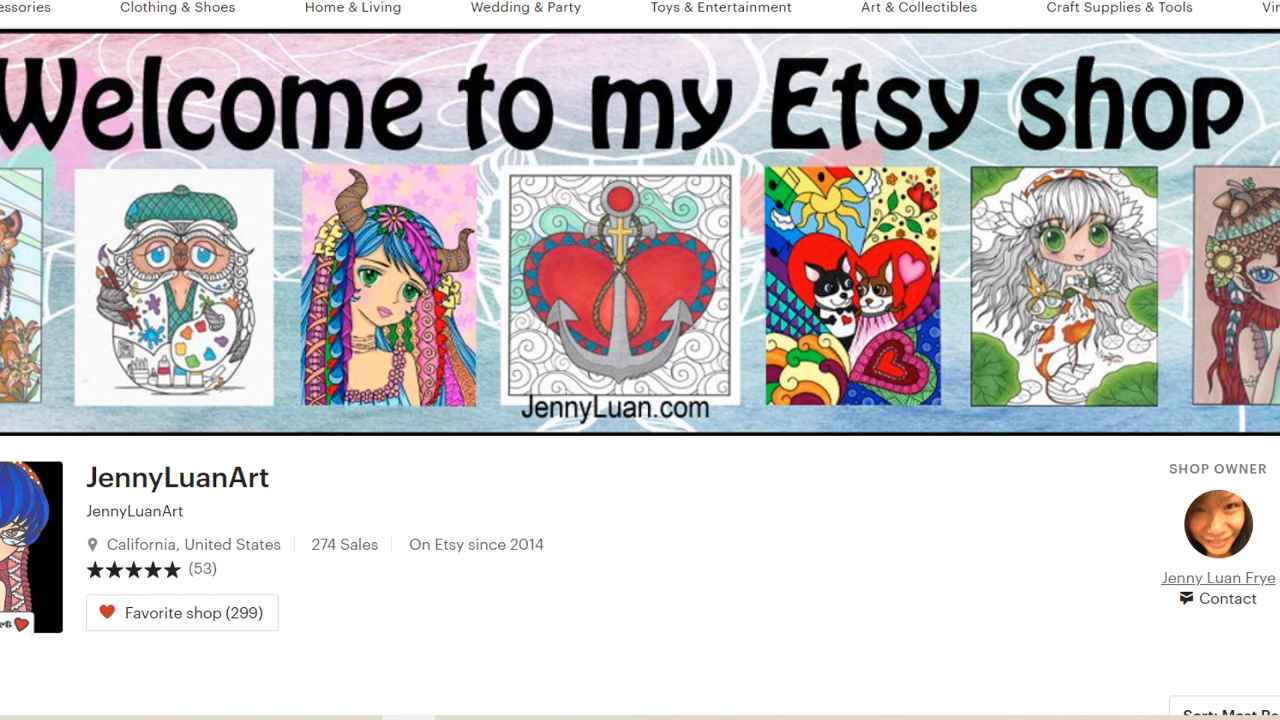 essories Clothing & Shoes Home & Living Wedding & Party Toys & Entertainment Art & Collectibles Craft Supplies & Tools Vin
Welcome to my Etsy shop
JennyLuan.com
JennyLuanArt
JennyLuanArt
California, United States 274 Sales On Etsy since 2014
(53)
Favorite shop (299)
SHOP OWNER
Jenny Luan Frye
Contact